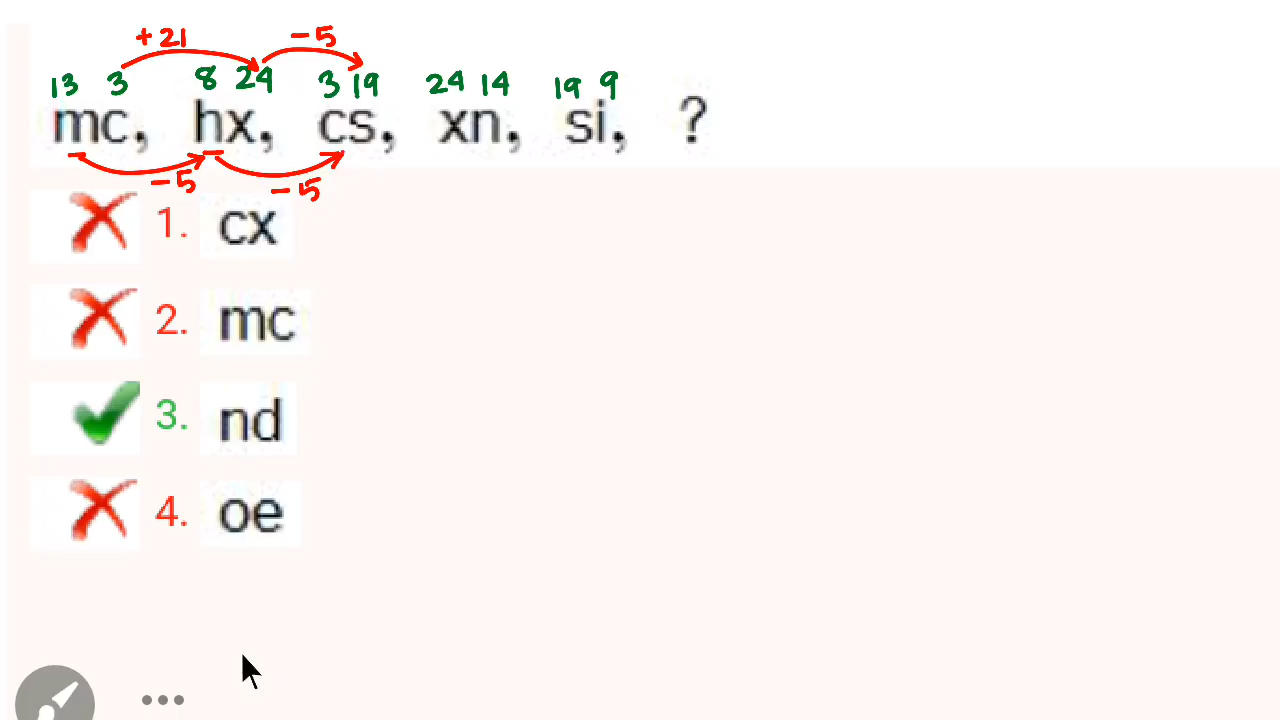 +21 -5
13 3 8 24 3 19 24 14 19 9
mc, hx, cs, xn, si, ?
-5 -5
1. cx
2. mc
3. nd
4. oe